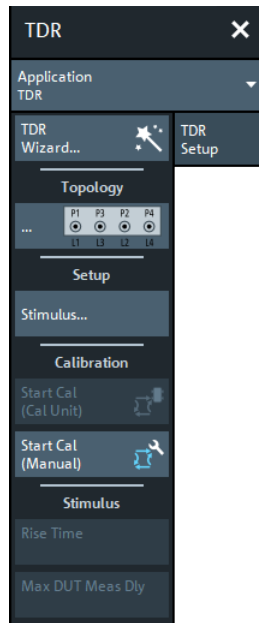 TDR
Application
TDR
TDR
Wizard...
TDR
Setup
Topology
...
P1 P3 P2 P4
L1 L3 L2 L4
Setup
Stimulus...
Calibration
Start Cal
(Cal Unit)
Start Cal
(Manual)
Stimulus
Rise Time
Max DUT Meas Dly